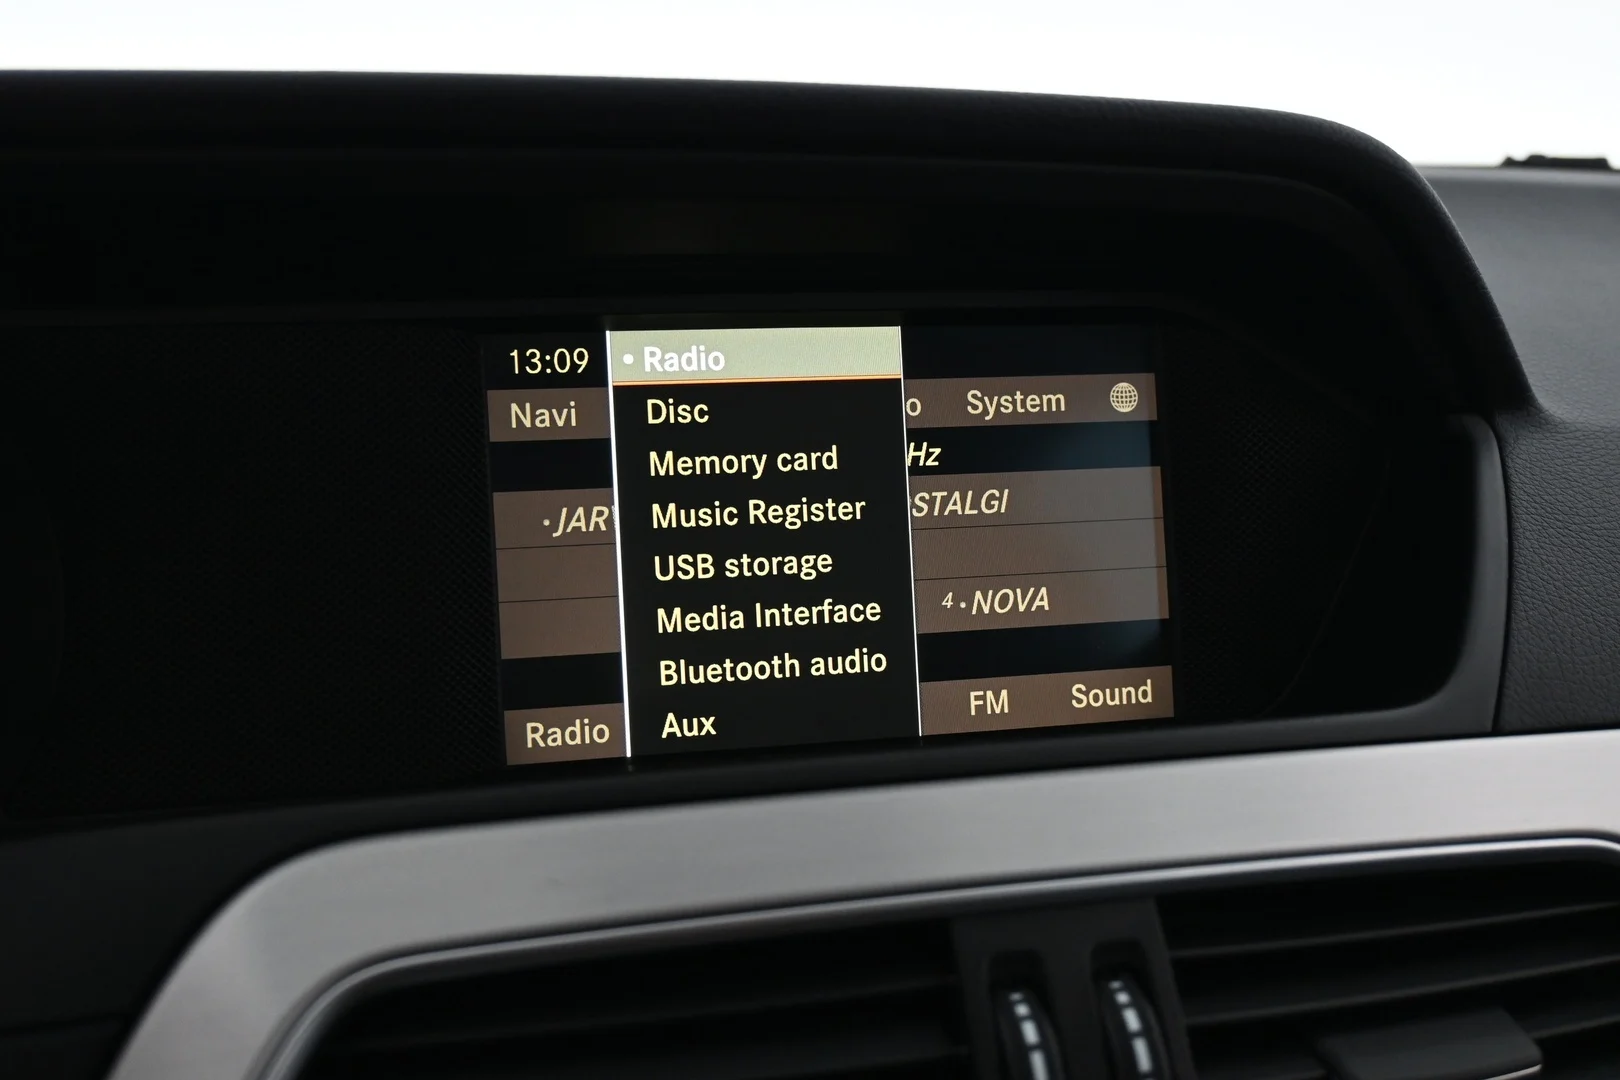 13:09
• Radio
Navi
Disc
System
Memory card
Hz
Music Register
STALGI
•JAR
USB storage
Media Interface
4•NOVA
Bluetooth audio
FM
Sound
Radio
Aux